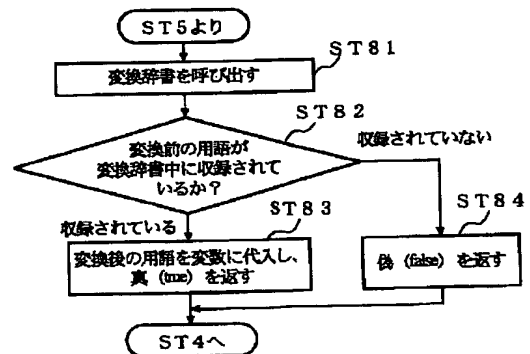 ST5より
ST81
変換辞書を呼び出す
ST82
変換前の用語が
変換辞書中に収録されて
いるか？
収録されていない
収録されている
ST83
変換後の用語を変数に代入し、
真（true）を返す
ST84
偽（false）を返す
ST4へ